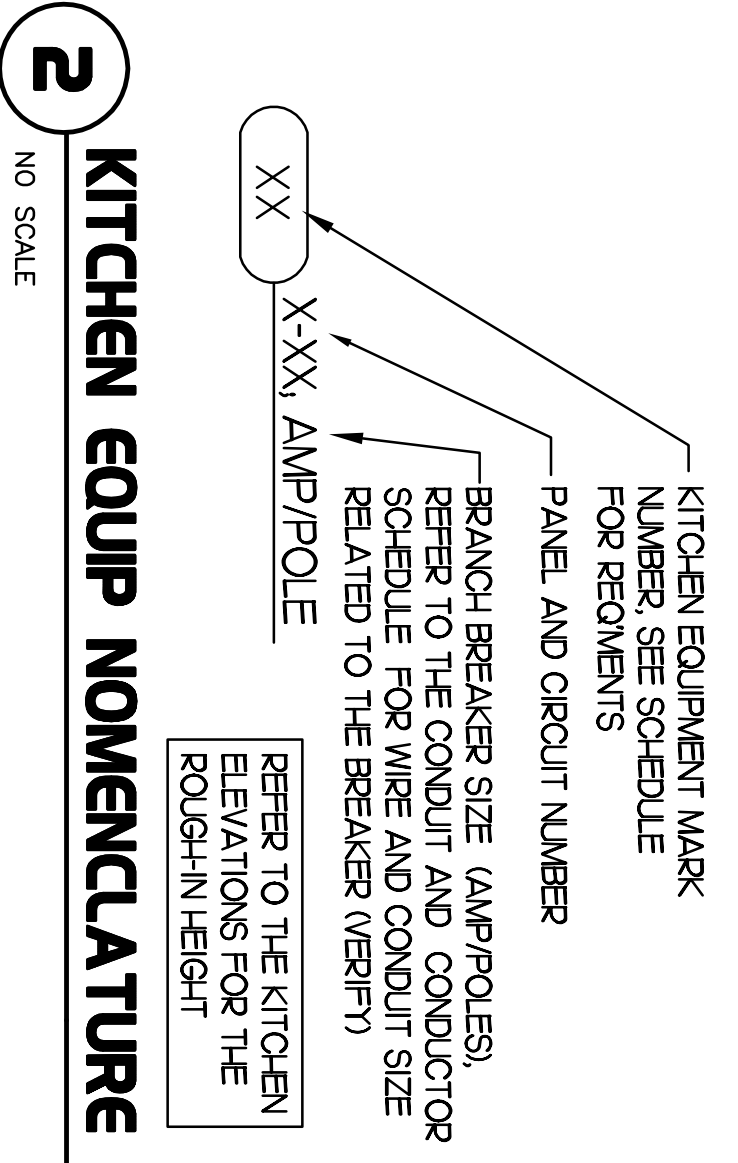 KITCHEN EQUIPMENT MARK
NUMBER, SEE SCHEDULE
FOR REQ'MENTS
PANEL AND CIRCUIT NUMBER
BRANCH BREAKER SIZE (AMP/POLES),
REFER TO THE CONDUIT AND CONDUCTOR
SCHEDULE FOR WIRE AND CONDUIT SIZE
RELATED TO THE BREAKER (VERIFY)
XX
X-XX, AMP/POLE
REFER TO THE KITCHEN
ELEVATIONS FOR THE
ROUGH-IN HEIGHT
2
KITCHEN EQUIP NOMENCLATURE
NO SCALE